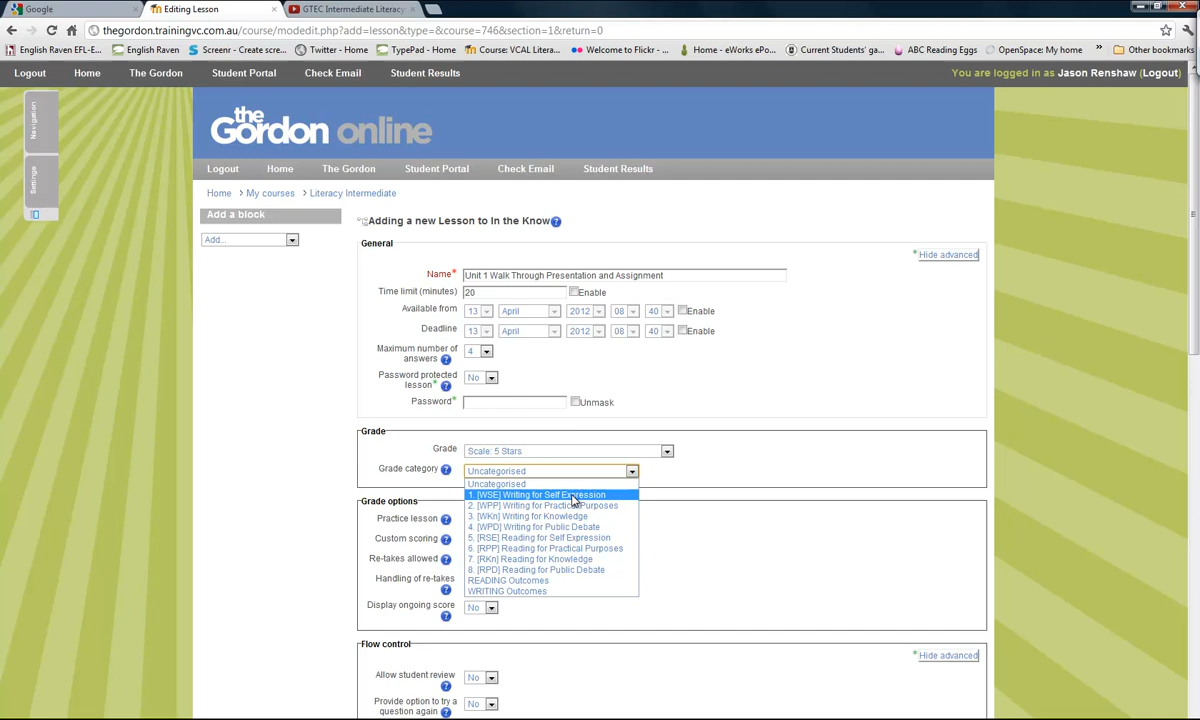 Google
Editing Lesson
GTEC Intermediate Literacy:
thegordon.trainingvc.com.au/course/modedit.php?add=lesson&type=&course=746&section=1&return=0
English Raven EFL-E... English Raven Screenr - Create scre... Twitter - Home TypePad - Home Course: VCAL Litera... Welcome to Flickr - ... Home - eWorks ePo... Current Students' ga... ABC Reading Eggs OpenSpace: My home » Other bookmarks
Logout Home The Gordon Student Portal Check Email Student Results You are logged in as Jason Renshaw (Logout)
Navigation
Settings
the
Gordon online
Logout Home The Gordon Student Portal Check Email Student Results
Home › My courses › Literacy Intermediate
Add a block
Add...
Adding a new Lesson to In the Know
General
* Hide advanced
Name* Unit 1 Walk Through Presentation and Assignment
Time limit (minutes) 20 Enable
Available from 13 April 2012 08 40 Enable
Deadline 13 April 2012 08 40 Enable
Maximum number of answers 4
Password protected lesson* No
Password* Unmask
Grade
Grade Scale: 5 Stars
Grade category Uncategorised
Uncategorised
1. [WSE] Writing for Self Expression
2. [WPP] Writing for Practical Purposes
3. [WKn] Writing for Knowledge
4. [WPD] Writing for Public Debate
5. [RSE] Reading for Self Expression
6. [RPP] Reading for Practical Purposes
7. [RKn] Reading for Knowledge
8. [RPD] Reading for Public Debate
READING Outcomes
WRITING Outcomes
Grade options
Practice lesson
Custom scoring
Re-takes allowed
Handling of re-takes
Display ongoing score No
Flow control
* Hide advanced
Allow student review No
Provide option to try a question again No